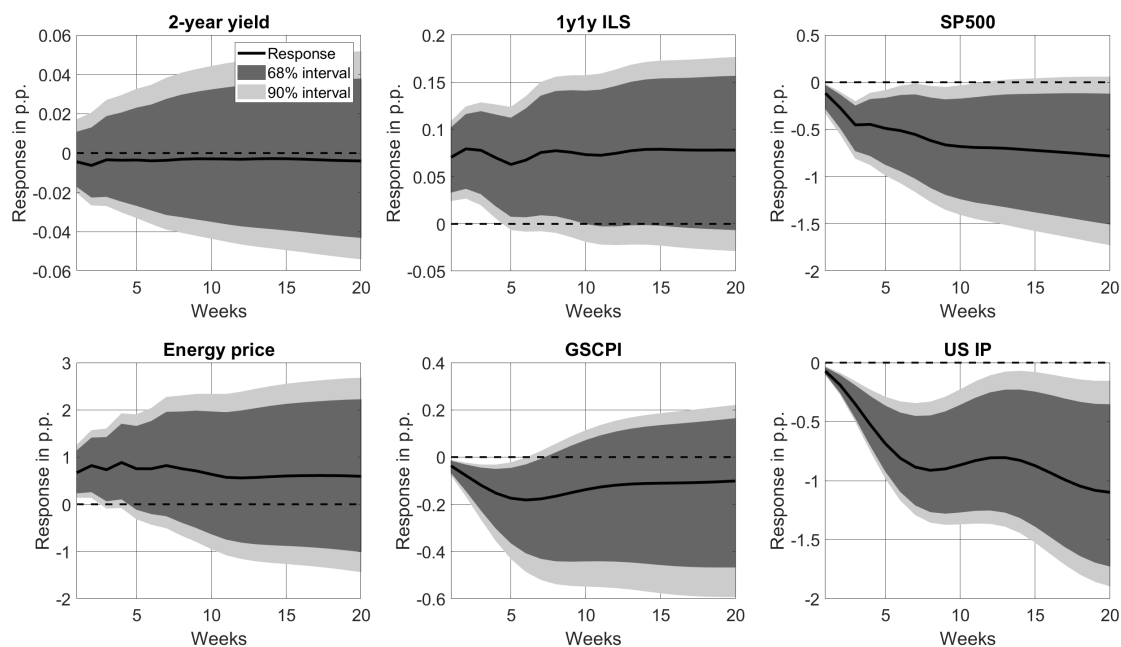 2-year yield
0.06
0.04
0.02
0
-0.02
-0.04
-0.06
Response in p.p.
5
10
15
20
Weeks
Response
68% interval
90% interval
1y1y ILS
0.2
0.15
0.1
0.05
0
-0.05
Response in p.p.
5
10
15
20
Weeks
SP500
0.5
0
-0.5
-1
-1.5
-2
Response in p.p.
5
10
15
20
Weeks
Energy price
3
2
1
0
-1
-2
Response in p.p.
5
10
15
20
Weeks
GSCPI
0.4
0.2
0
-0.2
-0.4
-0.6
Response in p.p.
5
10
15
20
Weeks
US IP
0
-0.5
-1
-1.5
-2
Response in p.p.
5
10
15
20
Weeks